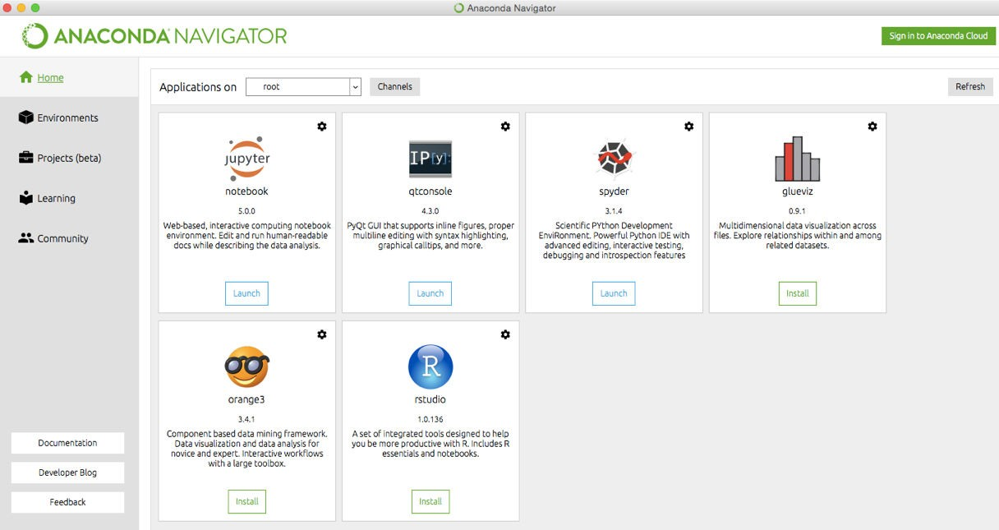 Anaconda Navigator
ANACONDA NAVIGATOR
Sign in to Anaconda Cloud
Home
Environments
Projects (beta)
Learning
Community
Documentation
Developer Blog
Feedback
Applications on
root
Channels
Refresh
jupyter
notebook
5.0.0
Web-based, interactive computing notebook
environment. Edit and run human-readable
docs while describing the data analysis.
Launch
IP[y]:
qtconsole
4.3.0
PyQt GUI that supports inline figures, proper
multiline editing with syntax highlighting,
graphical calltips, and more.
Launch
spyder
3.1.4
Scientific PYthon Development
EnviRonment. Powerful Python IDE with
advanced editing, interactive testing,
debugging and introspection features
Launch
glueviz
0.9.1
Multidimensional data visualization across
files. Explore relationships within and among
related datasets.
Install
orange3
3.4.1
Component based data mining framework.
Data visualization and data analysis for
novice and expert. Interactive workflows
with a large toolbox.
Install
R
rstudio
1.0.136
A set of integrated tools designed to help
you be more productive with R. Includes R
essentials and notebooks.
Install